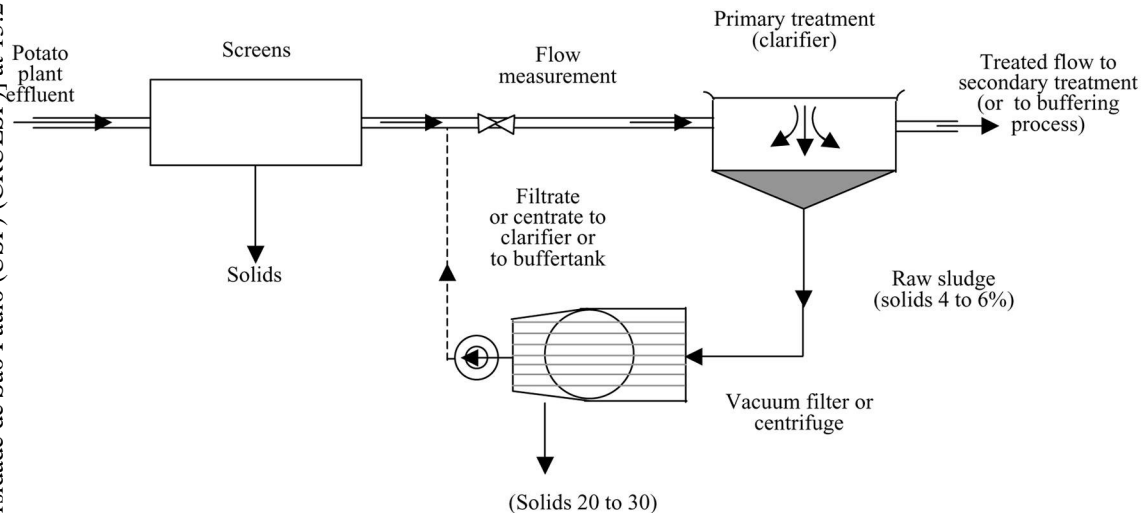 Potato
plant
effluent
Screens
Flow
measurement
Primary treatment
(clarifier)
Treated flow to
secondary treatment
(or to buffering
process)
Solids
Filtrate
or centrate to
clarifier or
to buffertank
Raw sludge
(solids 4 to 6%)
Vacuum filter or
centrifuge
(Solids 20 to 30)